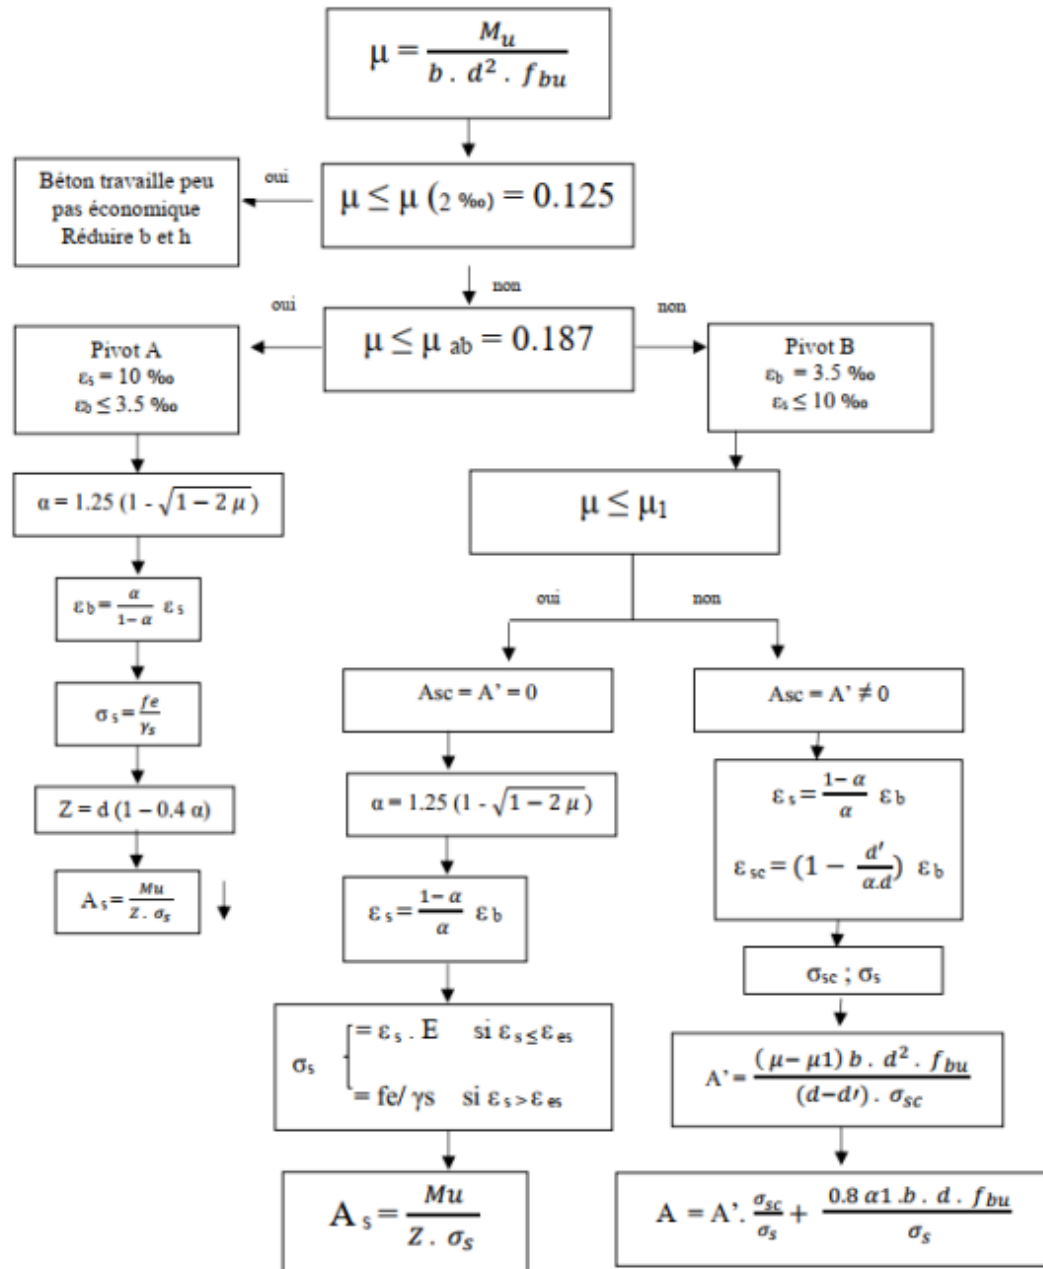 μ = M_u / (b . d² . f_bu)
μ ≤ μ (2 ‰) = 0.125
oui
Béton travaille peu
pas économique
Réduire b et h
non
μ ≤ μ ab = 0.187
oui
non
Pivot A
εs = 10 ‰
εb ≤ 3.5 ‰
α = 1.25 (1 - √(1 − 2 μ))
εb = α / (1− α) εs
σs = fe / γs
Z = d (1 – 0.4 α)
As = Mu / (Z . σs)
Pivot B
εb = 3.5 ‰
εs ≤ 10 ‰
μ ≤ μ1
oui
non
Asc = A’ = 0
α = 1.25 (1 - √(1 − 2 μ))
εs = (1− α) / α εb
σs
= εs . E si εs ≤ εes
= fe/ γs si εs > εes
As = Mu / (Z . σs)
Asc = A’ ≠ 0
εs = (1− α) / α εb
εsc = (1 − d′ / (α.d)) εb
σsc ; σs
A’ = ((μ− μ1) b . d² . f_bu) / ((d−d′) . σsc)
A = A’. σsc / σs + (0.8 α1 .b . d . f_bu) / σs